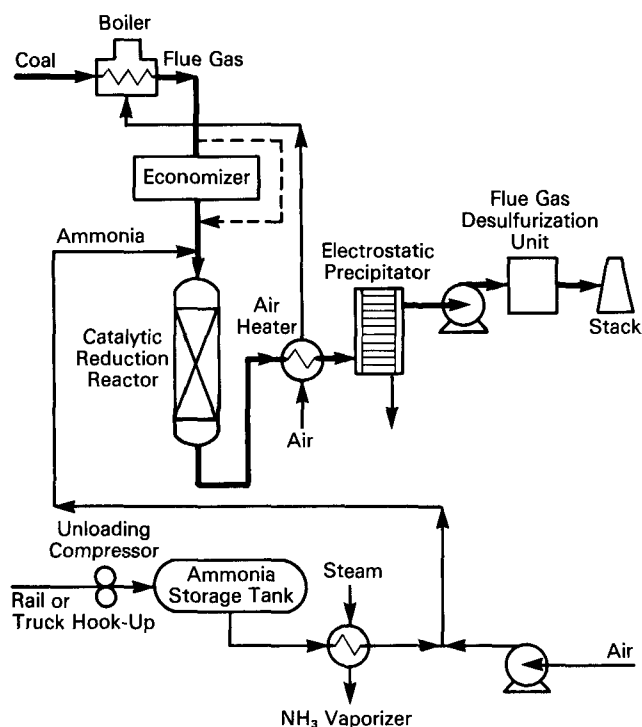 Boiler
Coal
Flue Gas
Economizer
Ammonia
Catalytic
Reduction
Reactor
Air
Heater
Air
Electrostatic
Precipitator
Flue Gas
Desulfurization
Unit
Stack
Unloading
Compressor
Rail or
Truck Hook-Up
Ammonia
Storage Tank
Steam
NH₃ Vaporizer
Air